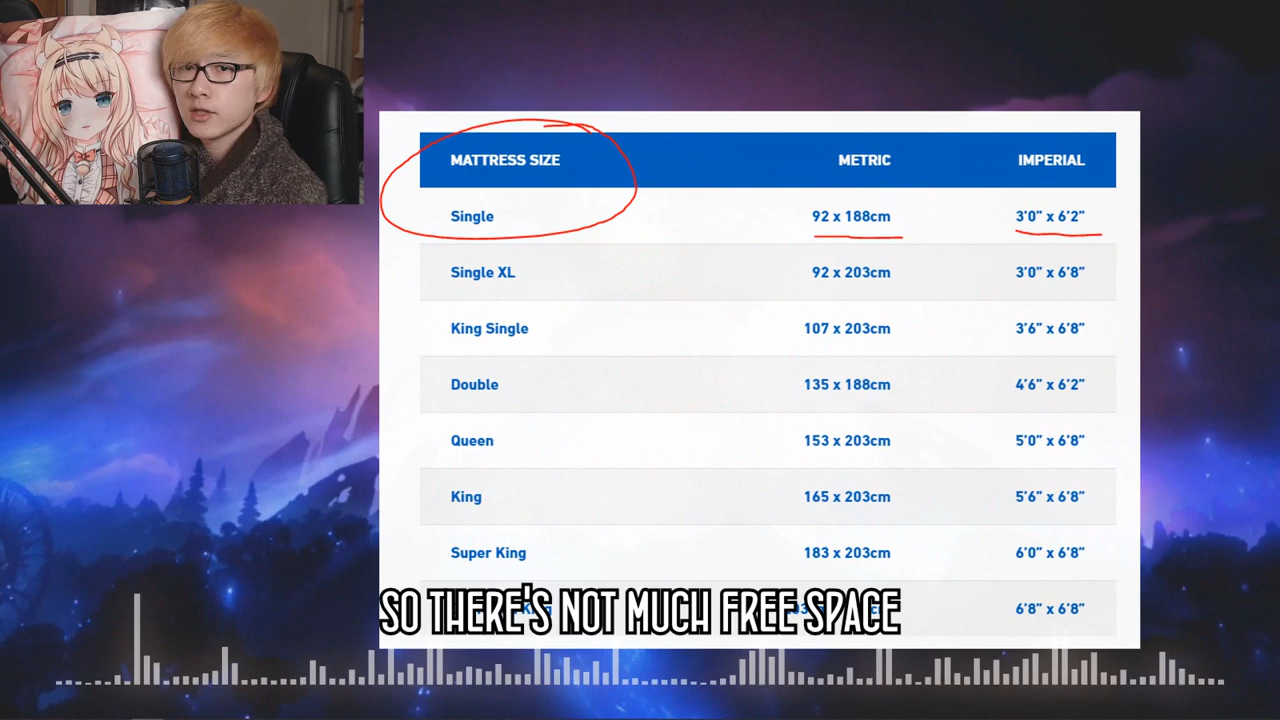 MATTRESS SIZE METRIC IMPERIAL
Single 92 x 188cm 3’0” x 6’2”
Single XL 92 x 203cm 3’0” x 6’8”
King Single 107 x 203cm 3’6” x 6’8”
Double 135 x 188cm 4’6” x 6’2”
Queen 153 x 203cm 5’0” x 6’8”
King 165 x 203cm 5’6” x 6’8”
Super King 183 x 203cm 6’0” x 6’8”
6’8” x 6’8”
SO THERE'S NOT MUCH FREE SPACE